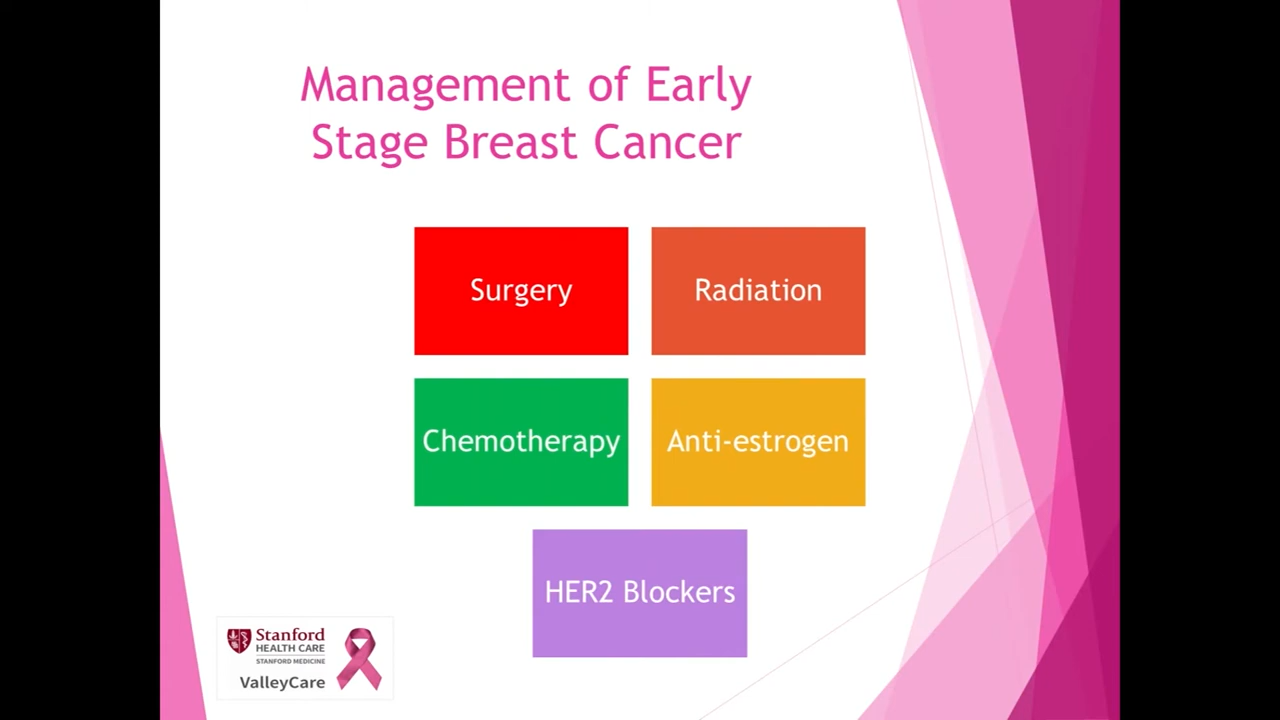 Management of Early
Stage Breast Cancer
Surgery
Radiation
Chemotherapy
Anti-estrogen
HER2 Blockers
Stanford
HEALTH CARE
STANFORD MEDICINE
ValleyCare